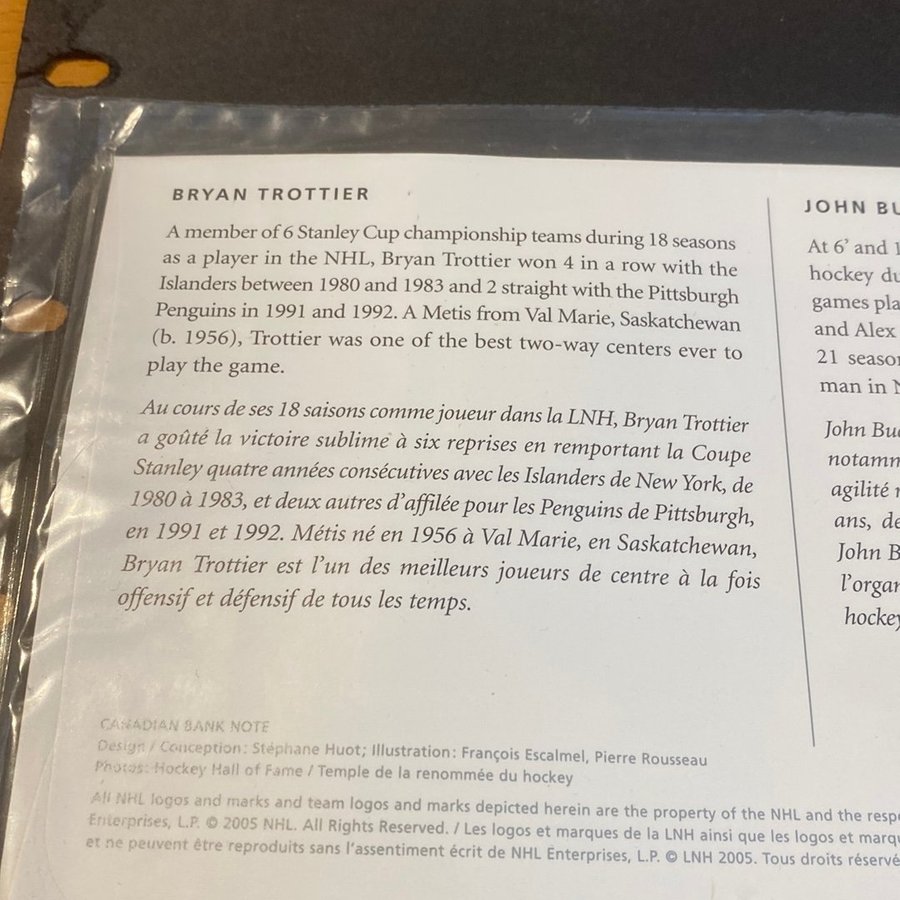 BRYAN TROTTIER
A member of 6 Stanley Cup championship teams during 18 seasons
as a player in the NHL, Bryan Trottier won 4 in a row with the
Islanders between 1980 and 1983 and 2 straight with the Pittsburgh
Penguins in 1991 and 1992. A Metis from Val Marie, Saskatchewan
(b. 1956), Trottier was one of the best two-way centers ever to
play the game.
Au cours de ses 18 saisons comme joueur dans la LNH, Bryan Trottier
a goûté la victoire sublime à six reprises en remportant la Coupe
Stanley quatre années consécutives avec les Islanders de New York, de
1980 à 1983, et deux autres d'affilée pour les Penguins de Pittsburgh,
en 1991 et 1992. Métis né en 1956 à Val Marie, en Saskatchewan,
Bryan Trottier est l'un des meilleurs joueurs de centre à la fois
offensif et défensif de tous les temps.
CANADIAN BANK NOTE
Design / Conception: Stéphane Huot; Illustration: François Escalmel, Pierre Rousseau
Photos: Hockey Hall of Fame / Temple de la renommée du hockey
All NHL logos and marks and team logos and marks depicted herein are the property of the NHL and the
Enterprises, L.P. © 2005 NHL. All Rights Reserved. / Les logos et marques de la LNH ainsi que les logos et
et ne peuvent être reproduits sans l'assentiment écrit de NHL Enterprises, L.P. © LNH 2005. Tous droits
JOHN
At 6' and
hockey
games
and Alex
21
man in
John
notamm
agilité
ans,
John
l'organ
hockey